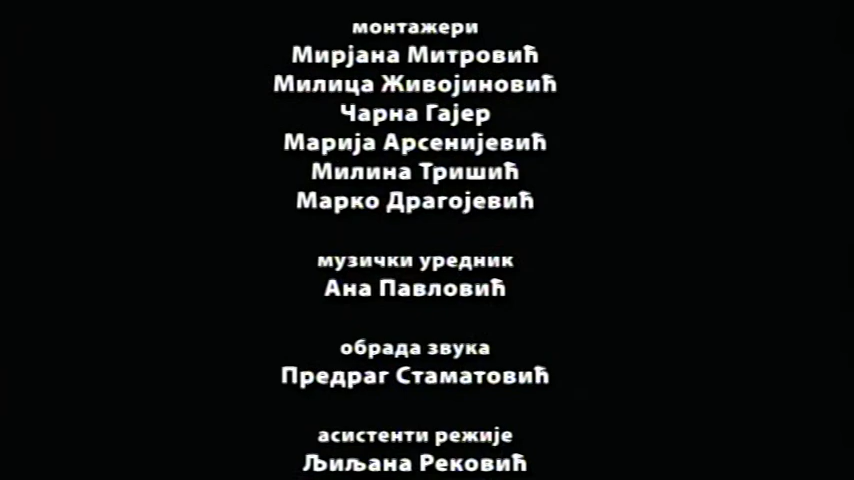 монтажери
Мирјана Митровић
Милица Живојиновић
Чарна Гајер
Марија Арсенијевић
Милина Тришић
Марко Драгојевић
музички уредник
Ана Павловић
обрада звука
Предраг Стаматовић
асистенти режије
Љиљана Рековић